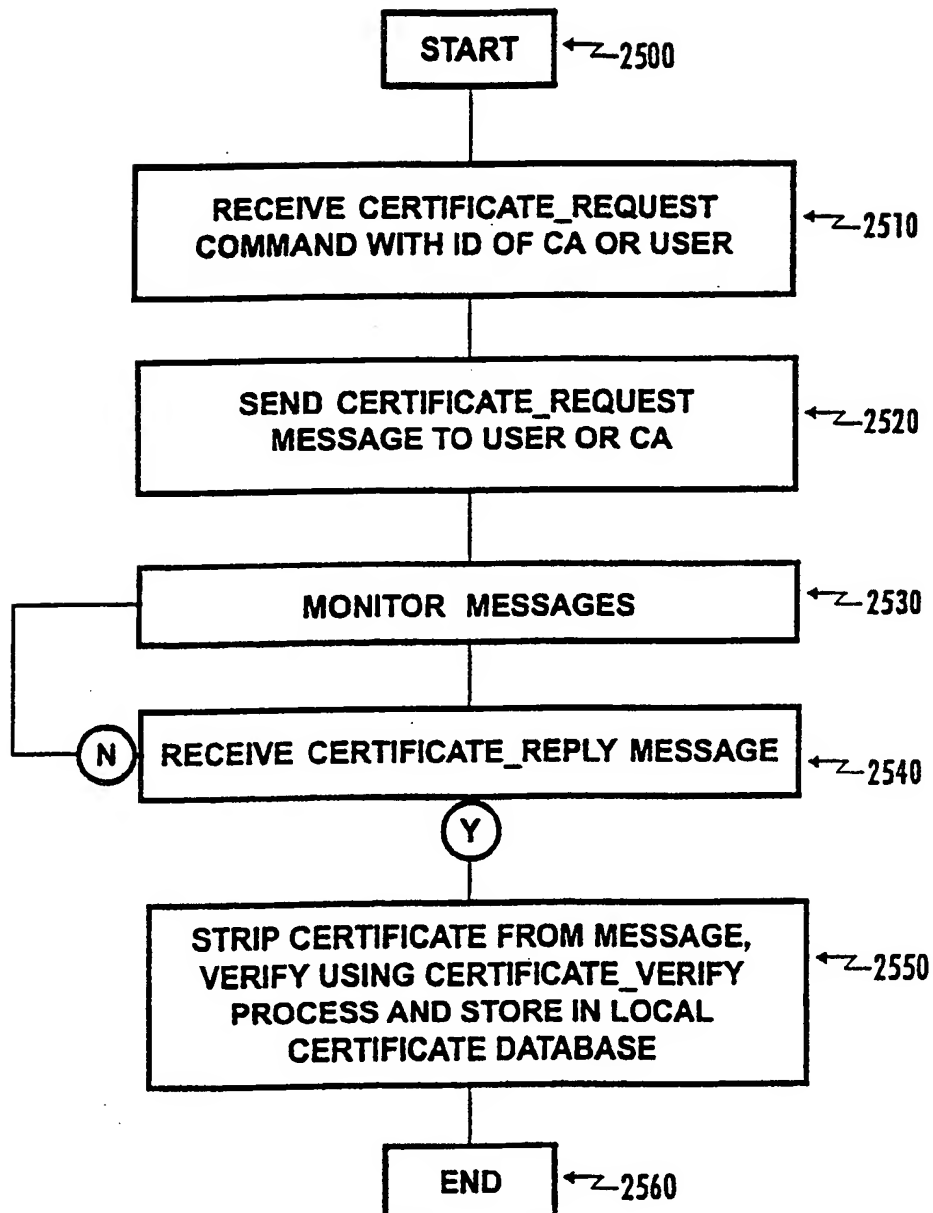 START
2500
RECEIVE CERTIFICATE_REQUEST
COMMAND WITH ID OF CA OR USER
2510
SEND CERTIFICATE_REQUEST
MESSAGE TO USER OR CA
2520
MONITOR MESSAGES
2530
N
RECEIVE CERTIFICATE_REPLY MESSAGE
2540
Y
STRIP CERTIFICATE FROM MESSAGE,
VERIFY USING CERTIFICATE_VERIFY
PROCESS AND STORE IN LOCAL
CERTIFICATE DATABASE
2550
END
2560